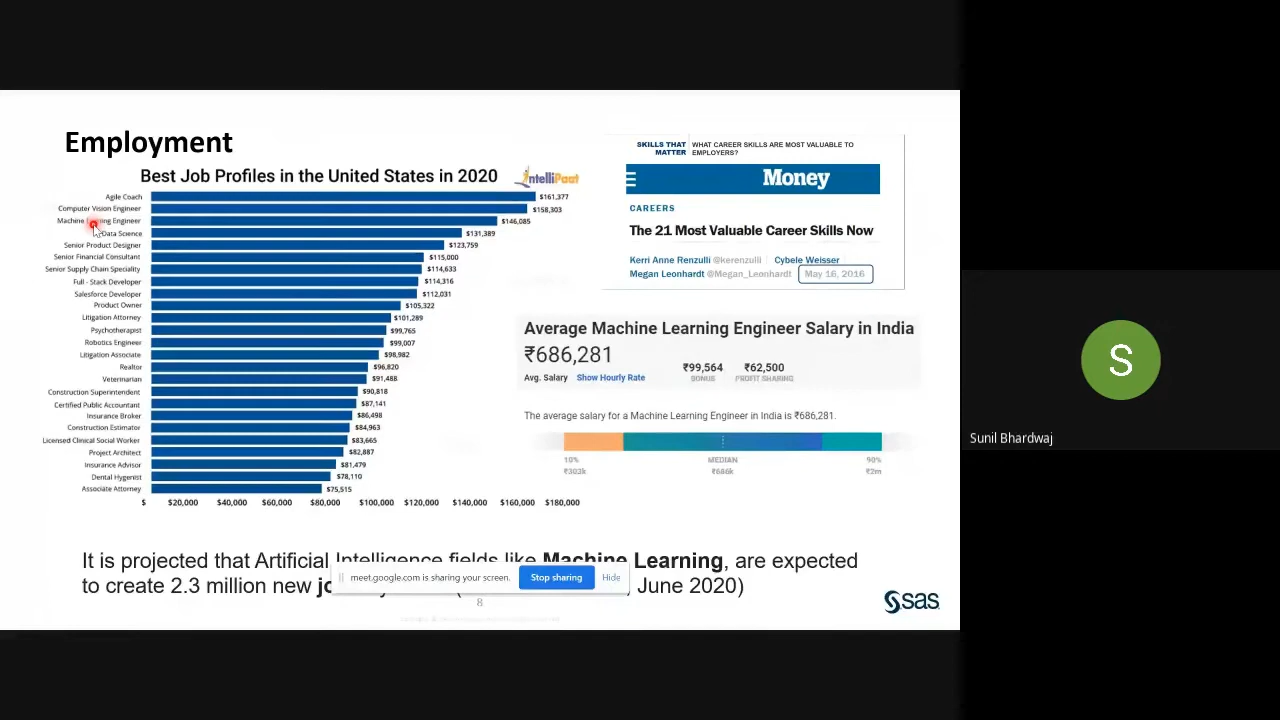 Employment
Best Job Profiles in the United States in 2020
IntelliPaat
Agile Coach $161,377
Computer Vision Engineer $158,303
Machine Engineer $146,085
Data Science $131,389
Senior Product Designer $123,759
Senior Financial Consultant $115,000
Senior Supply Chain Speciality $114,633
Full - Stack Developer $114,316
Salesforce Developer $112,031
Product Owner $105,322
Litigation Attorney $101,289
Psychotherapist $99,765
Robotics Engineer $99,007
Litigation Associate $98,982
Realtor $96,820
Veterinarian $91,488
Construction Superintendent $90,818
Certified Public Accountant $87,141
Insurance Broker $86,498
Construction Estimator $84,963
Licensed Clinical Social Worker $83,665
Project Architect $82,887
Insurance Advisor $81,479
Dental Hygenist $78,110
Associate Attorney $75,515
$ $20,000 $40,000 $60,000 $80,000 $100,000 $120,000 $140,000 $160,000 $180,000
SKILLS THAT MATTER
WHAT CAREER SKILLS ARE MOST VALUABLE TO EMPLOYERS?
Money
CAREERS
The 21 Most Valuable Career Skills Now
Kerri Anne Renzulli @kerenzulli Cybele Weisser
Megan Leonhardt @Megan_Leonhardt May 16, 2016
Average Machine Learning Engineer Salary in India
₹686,281
Avg. Salary Show Hourly Rate
₹99,564 BONUS
₹62,500 PROFIT SHARING
The average salary for a Machine Learning Engineer in India is ₹686,281.
10% MEDIAN 90%
₹303k ₹686k ₹2m
It is projected that Artificial Intelligence fields like Machine Learning, are expected
to create 2.3 million new June 2020)
meet.google.com is sharing your screen. Stop sharing Hide
8
sas
S
Sunil Bhardwaj